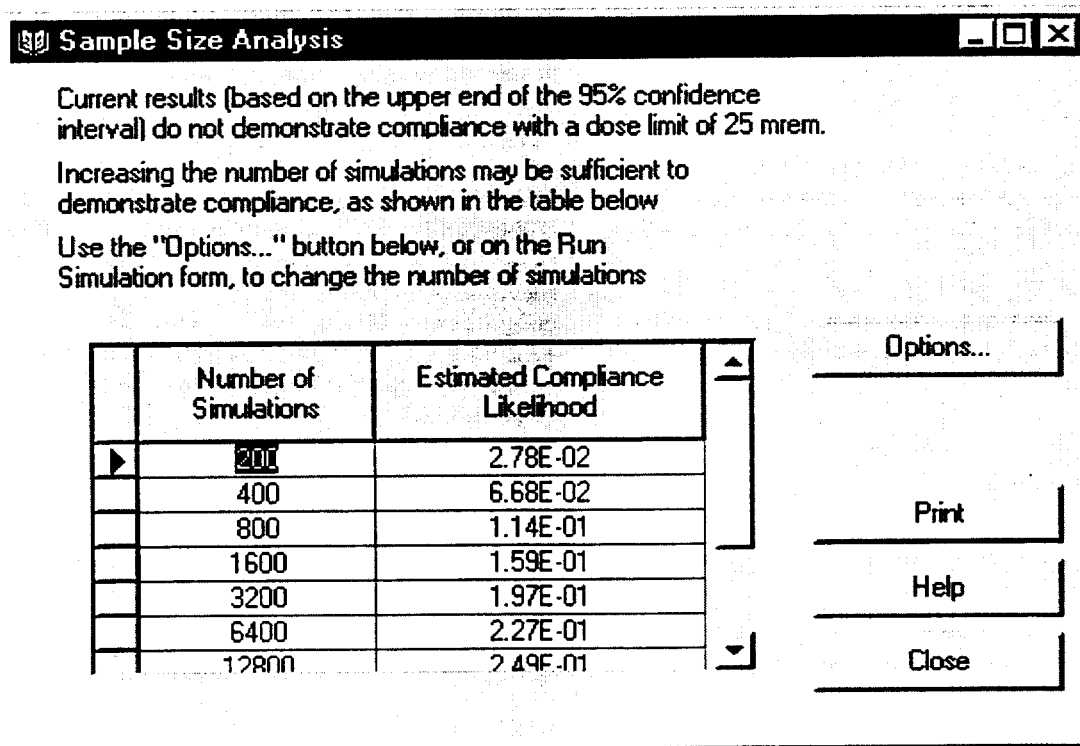 Sample Size Analysis
Current results (based on the upper end of the 95% confidence
interval) do not demonstrate compliance with a dose limit of 25 mrem.
Increasing the number of simulations may be sufficient to
demonstrate compliance, as shown in the table below
Use the "Options..." button below, or on the Run
Simulation form, to change the number of simulations
Options...
Number of Simulations Estimated Compliance Likelihood
200 2.78E-02
400 6.68E-02
800 1.14E-01
1600 1.59E-01
3200 1.97E-01
6400 2.27E-01
12800 2.49E-01
Print
Help
Close